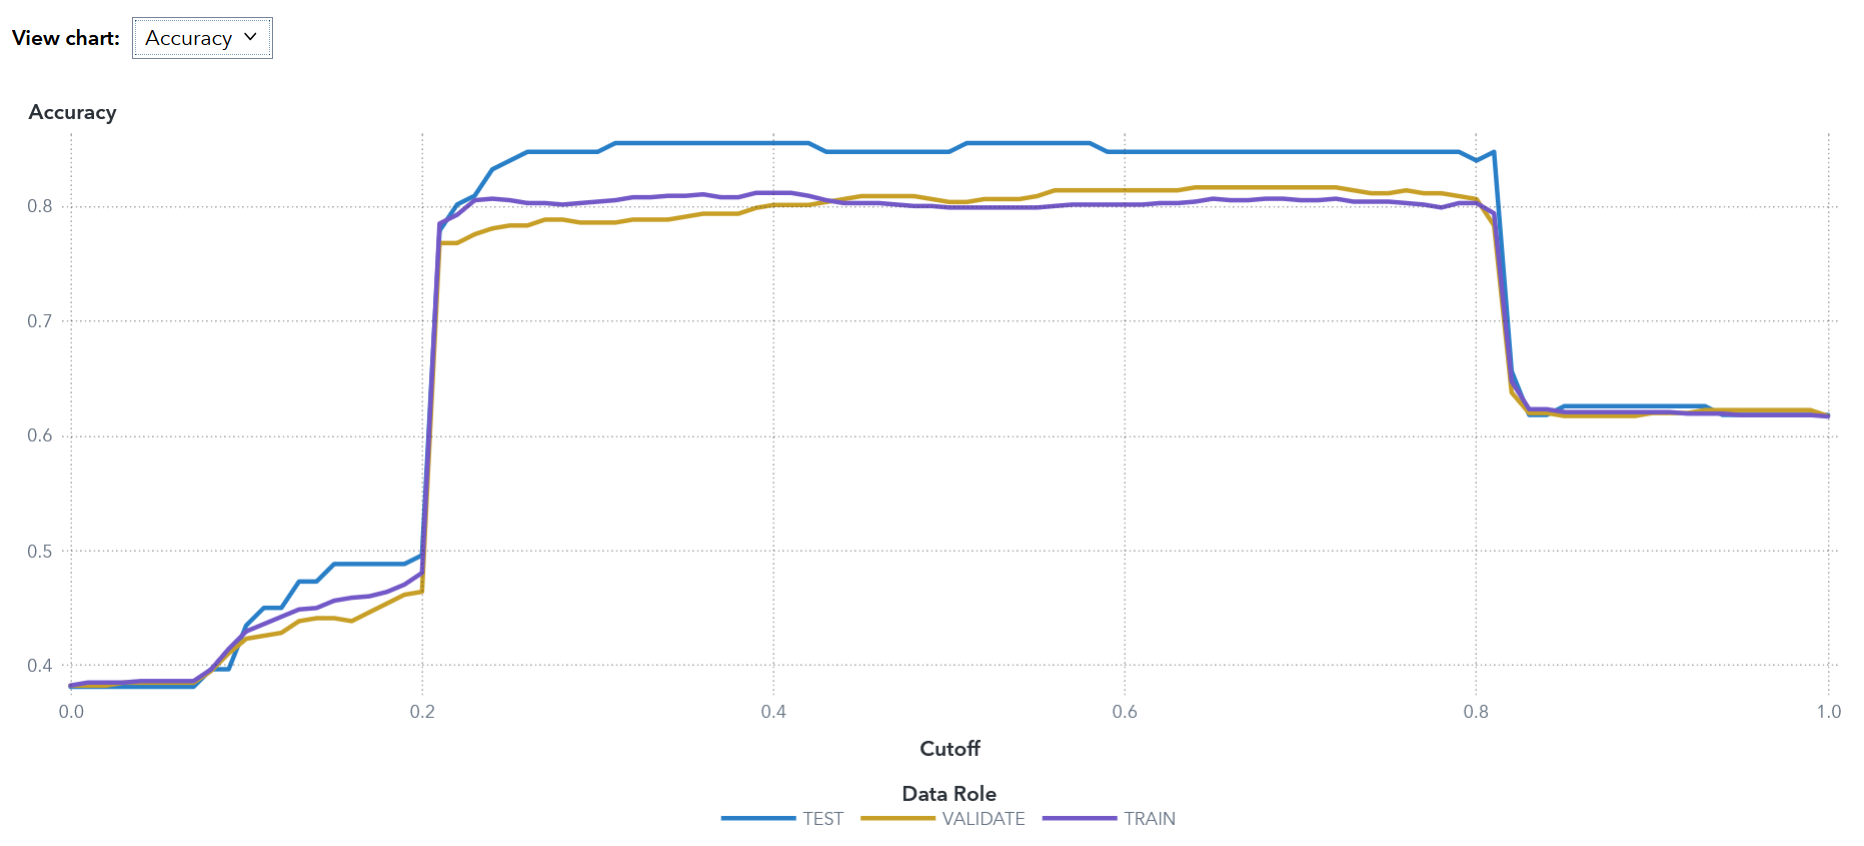 View chart: Accuracy
Accuracy
0.8
0.7
0.6
0.5
0.4
0.0 0.2 0.4 0.6 0.8 1.0
Cutoff
Data Role
TEST VALIDATE TRAIN